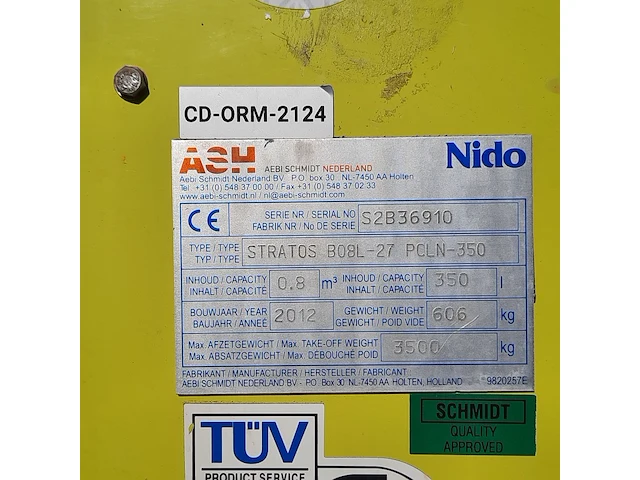 CD-ORM-2124
ASH AEBI SCHMIDT NEDERLAND
Nido
Aebi Schmidt Nederland BV P.O. box 30 NL-7450 AA Holten
Tel +31 (0) 548 37 00 00 / Fax +31 (0) 548 37 02 33
www.aebi-schmidt.com / nl@aebi-schmidt.com
CE
SERIE NR / SERIAL NO
FABRIK NR / No DE SERIE
S2B36910
TYPE / TYPE
TYP / TYPE
STRATOS B08L-27 PCLN-350
INHOUD / CAPACITY
INHALT / CAPACITÉ
0.8 m³
INHOUD / CAPACITY
INHALT / CAPACITÉ
350 l
BOUWJAAR / YEAR
BAUJAHR / ANNEÉ
2012
GEWICHT / WEIGHT
GEWICHT / POID VIDE
606 kg
Max. AFZETGEWICHT / Max. TAKE-OFF WEIGHT
Max. ABSATZGEWICHT / Max. DÉBOUCHÉ POID
3500 kg
FABRIKANT / MANUFACTURER / HERSTELLER / FABRICANT:
AEBI SCHMIDT NEDERLAND BV - P.O. Box 30 NL-7450 AA HOLTEN, HOLLAND
9820257E
TÜV
PRODUCT SERVICE
SCHMIDT
QUALITY
APPROVED